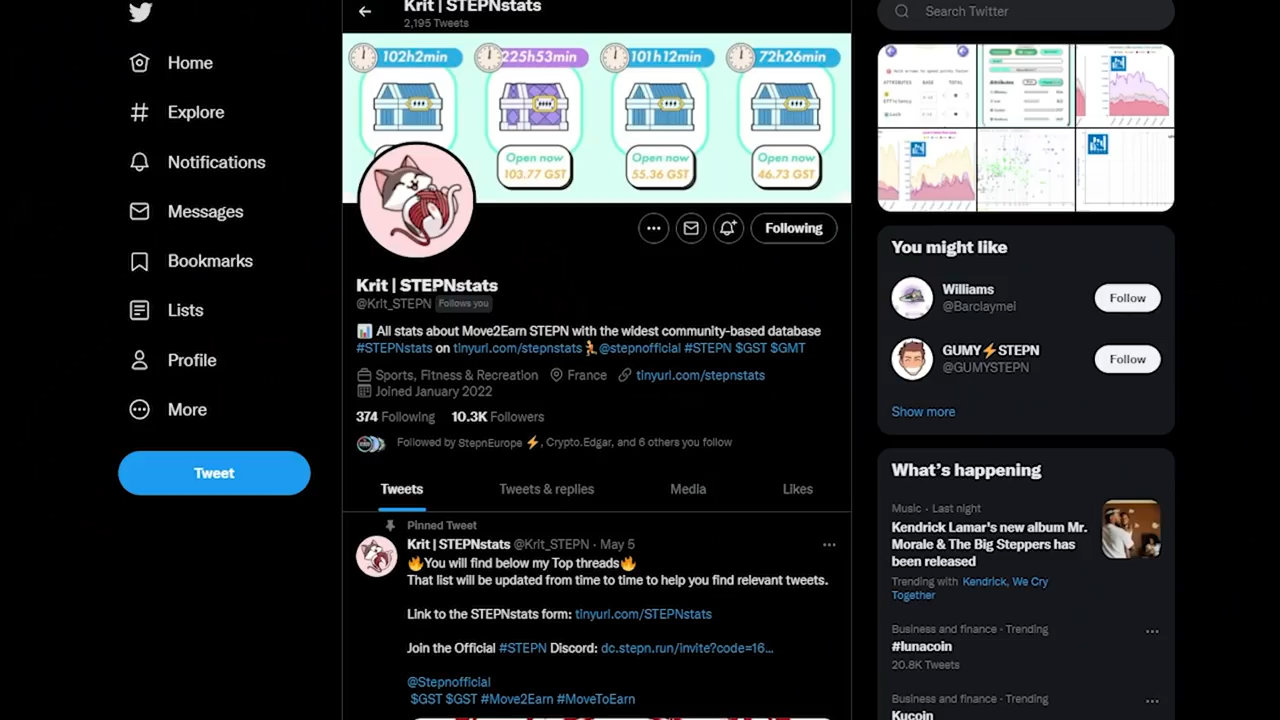 Krit | STEPNstats
2,195 Tweets
Search Twitter
Home
Explore
Notifications
Messages
Bookmarks
Lists
Profile
More
Tweet
102h2min
225h53min
101h12min
72h26min
Open now
103.77 GST
Open now
55.36 GST
Open now
46.73 GST
Following
Krit | STEPNstats
@Krit_STEPN Follows you
📊 All stats about Move2Earn STEPN with the widest community-based database
#STEPNstats on tinyurl.com/stepnstats 🏃 @stepnofficial #STEPN $GST $GMT
Sports, Fitness & Recreation France tinyurl.com/stepnstats
Joined January 2022
374 Following 10.3K Followers
Followed by StepnEurope ⚡, Crypto.Edgar, and 6 others you follow
Tweets Tweets & replies Media Likes
Pinned Tweet
Krit | STEPNstats @Krit_STEPN · May 5
🔥You will find below my Top threads🔥
That list will be updated from time to time to help you find relevant tweets.
Link to the STEPNstats form: tinyurl.com/STEPNstats
Join the Official #STEPN Discord: dc.stepn.run/invite?code=16...
@Stepnofficial
$GST $GST #Move2Earn #MoveToEarn
You might like
Williams
@Barclaymel
Follow
GUMY⚡STEPN
@GUMYSTEPN
Follow
Show more
What's happening
Music · Last night
Kendrick Lamar's new album Mr.
Morale & The Big Steppers has
been released
Trending with Kendrick, We Cry
Together
Business and finance · Trending
#lunacoin
20.8K Tweets
Business and finance · Trending
Kucoin